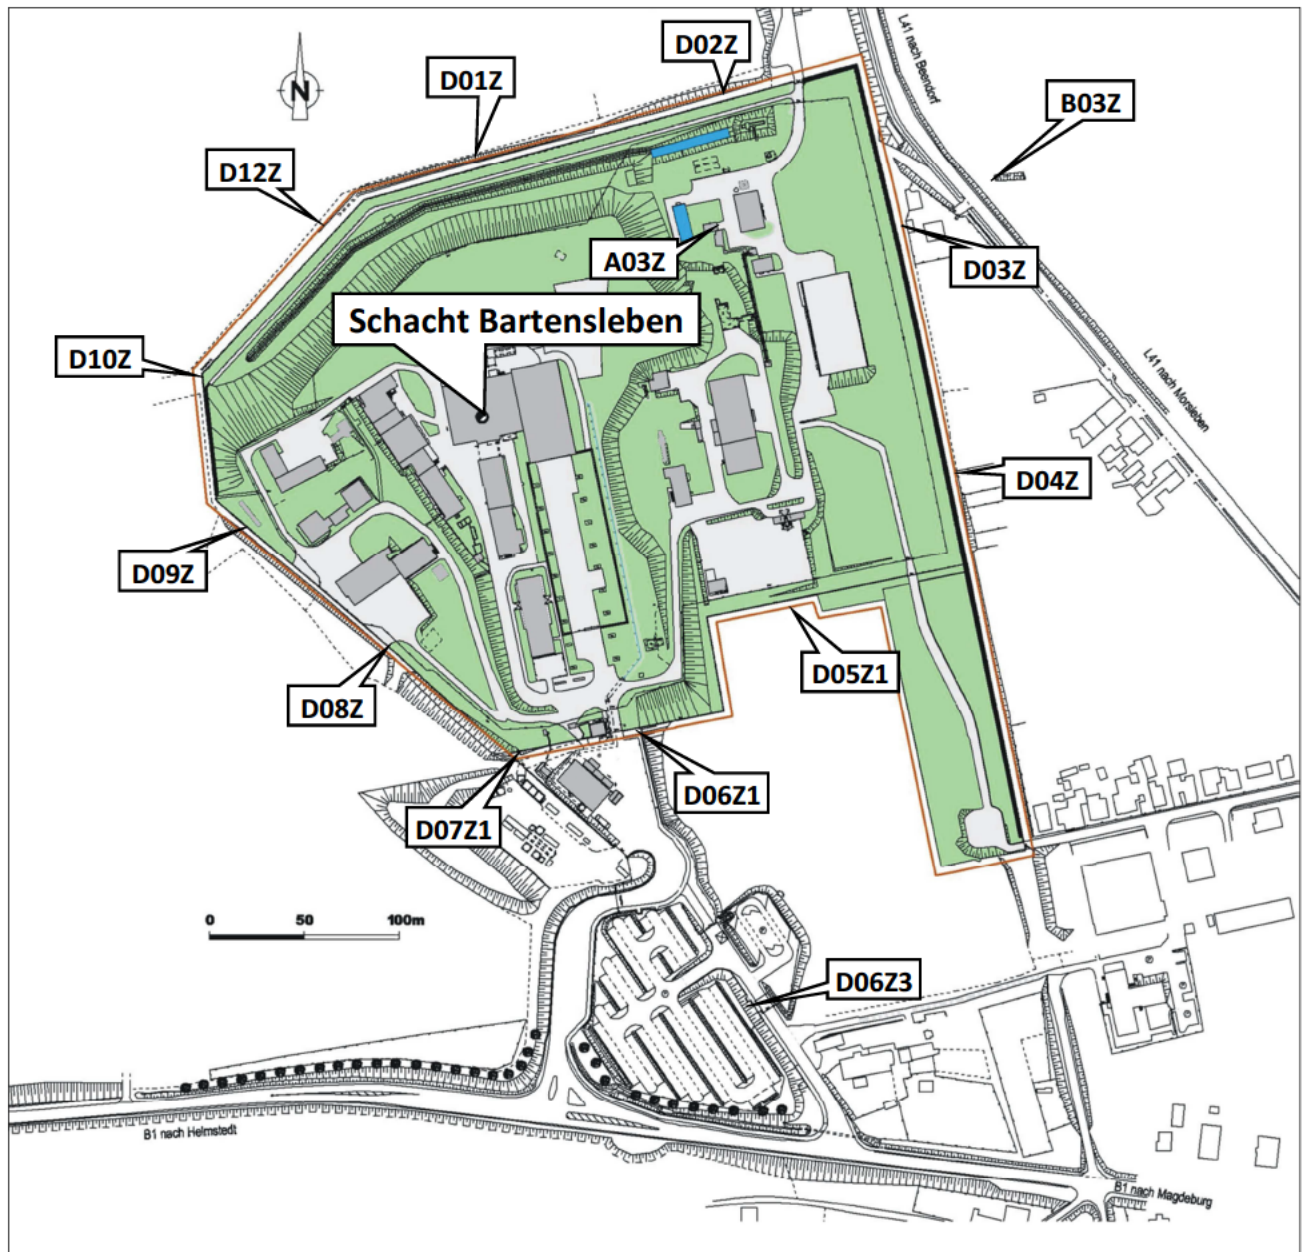 D02Z
L41 nach Beendorf
D01Z
B03Z
N
D12Z
A03Z
D03Z
Schacht Bartensleben
D10Z
L41 nach Morsleben
D04Z
D09Z
D05Z1
D08Z
D06Z1
D07Z1
0 50 100m
D06Z3
B1 nach Helmstedt
B1 nach Magdeburg